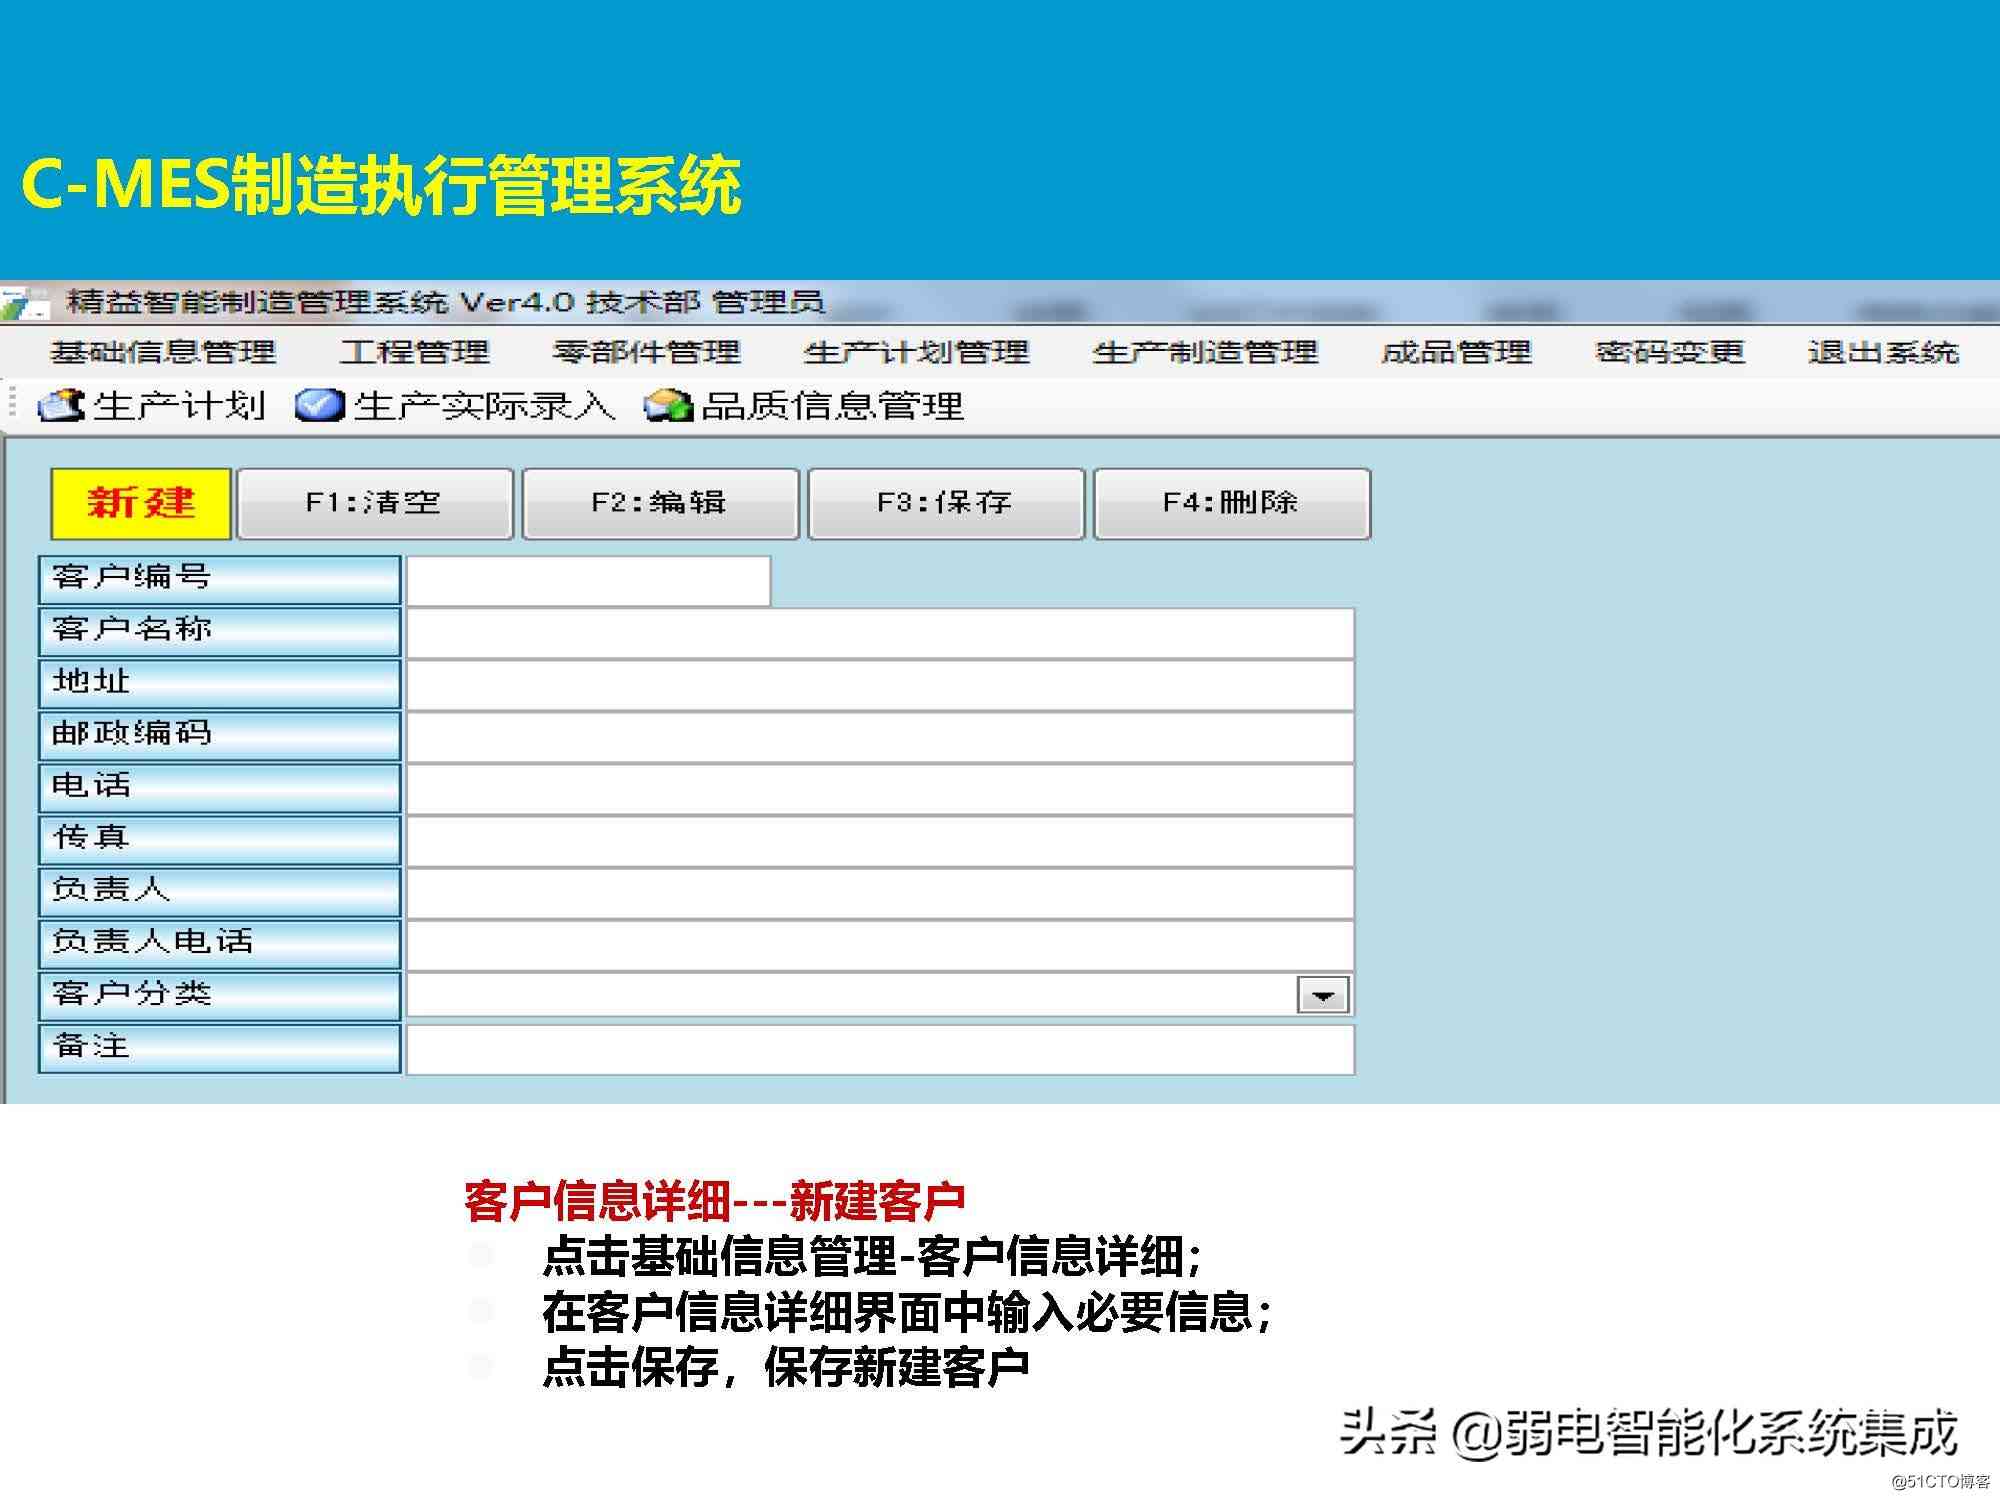 C-MES制造执行管理系统
精益智能制造管理系统 Ver4.0 技术部 管理员
基础信息管理 工程管理 零部件管理 生产计划管理 生产制造管理 成品管理 密码变更 退出系统
生产计划 生产实际录入 品质信息管理
新建 F1:清空 F2:编辑 F3:保存 F4:删除
客户编号
客户名称
地址
邮政编码
电话
传真
负责人
负责人电话
客户分类
备注
客户信息详细---新建客户
点击基础信息管理-客户信息详细；
在客户信息详细界面中输入必要信息；
点击保存，保存新建客户
头条 @弱电智能化系统集成
@51CTO博客